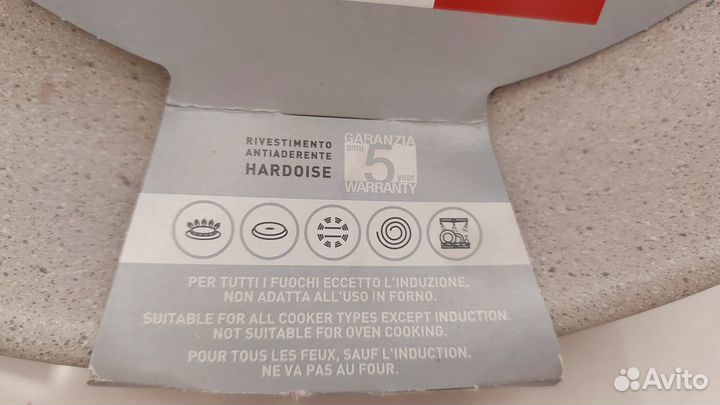 RIVESTIMENTO
ANTIADERENTE
HARDOISE
GARANZIA
anni 5 year
WARRANTY
PER TUTTI I FUOCHI ECCETTO L'INDUZIONE.
NON ADATTA ALL'USO IN FORNO.
SUITABLE FOR ALL COOKER TYPES EXCEPT INDUCTION.
NOT SUITABLE FOR OVEN COOKING.
POUR TOUS LES FEUX, SAUF L'INDUCTION.
NE VA PAS AU FOUR.
Avito